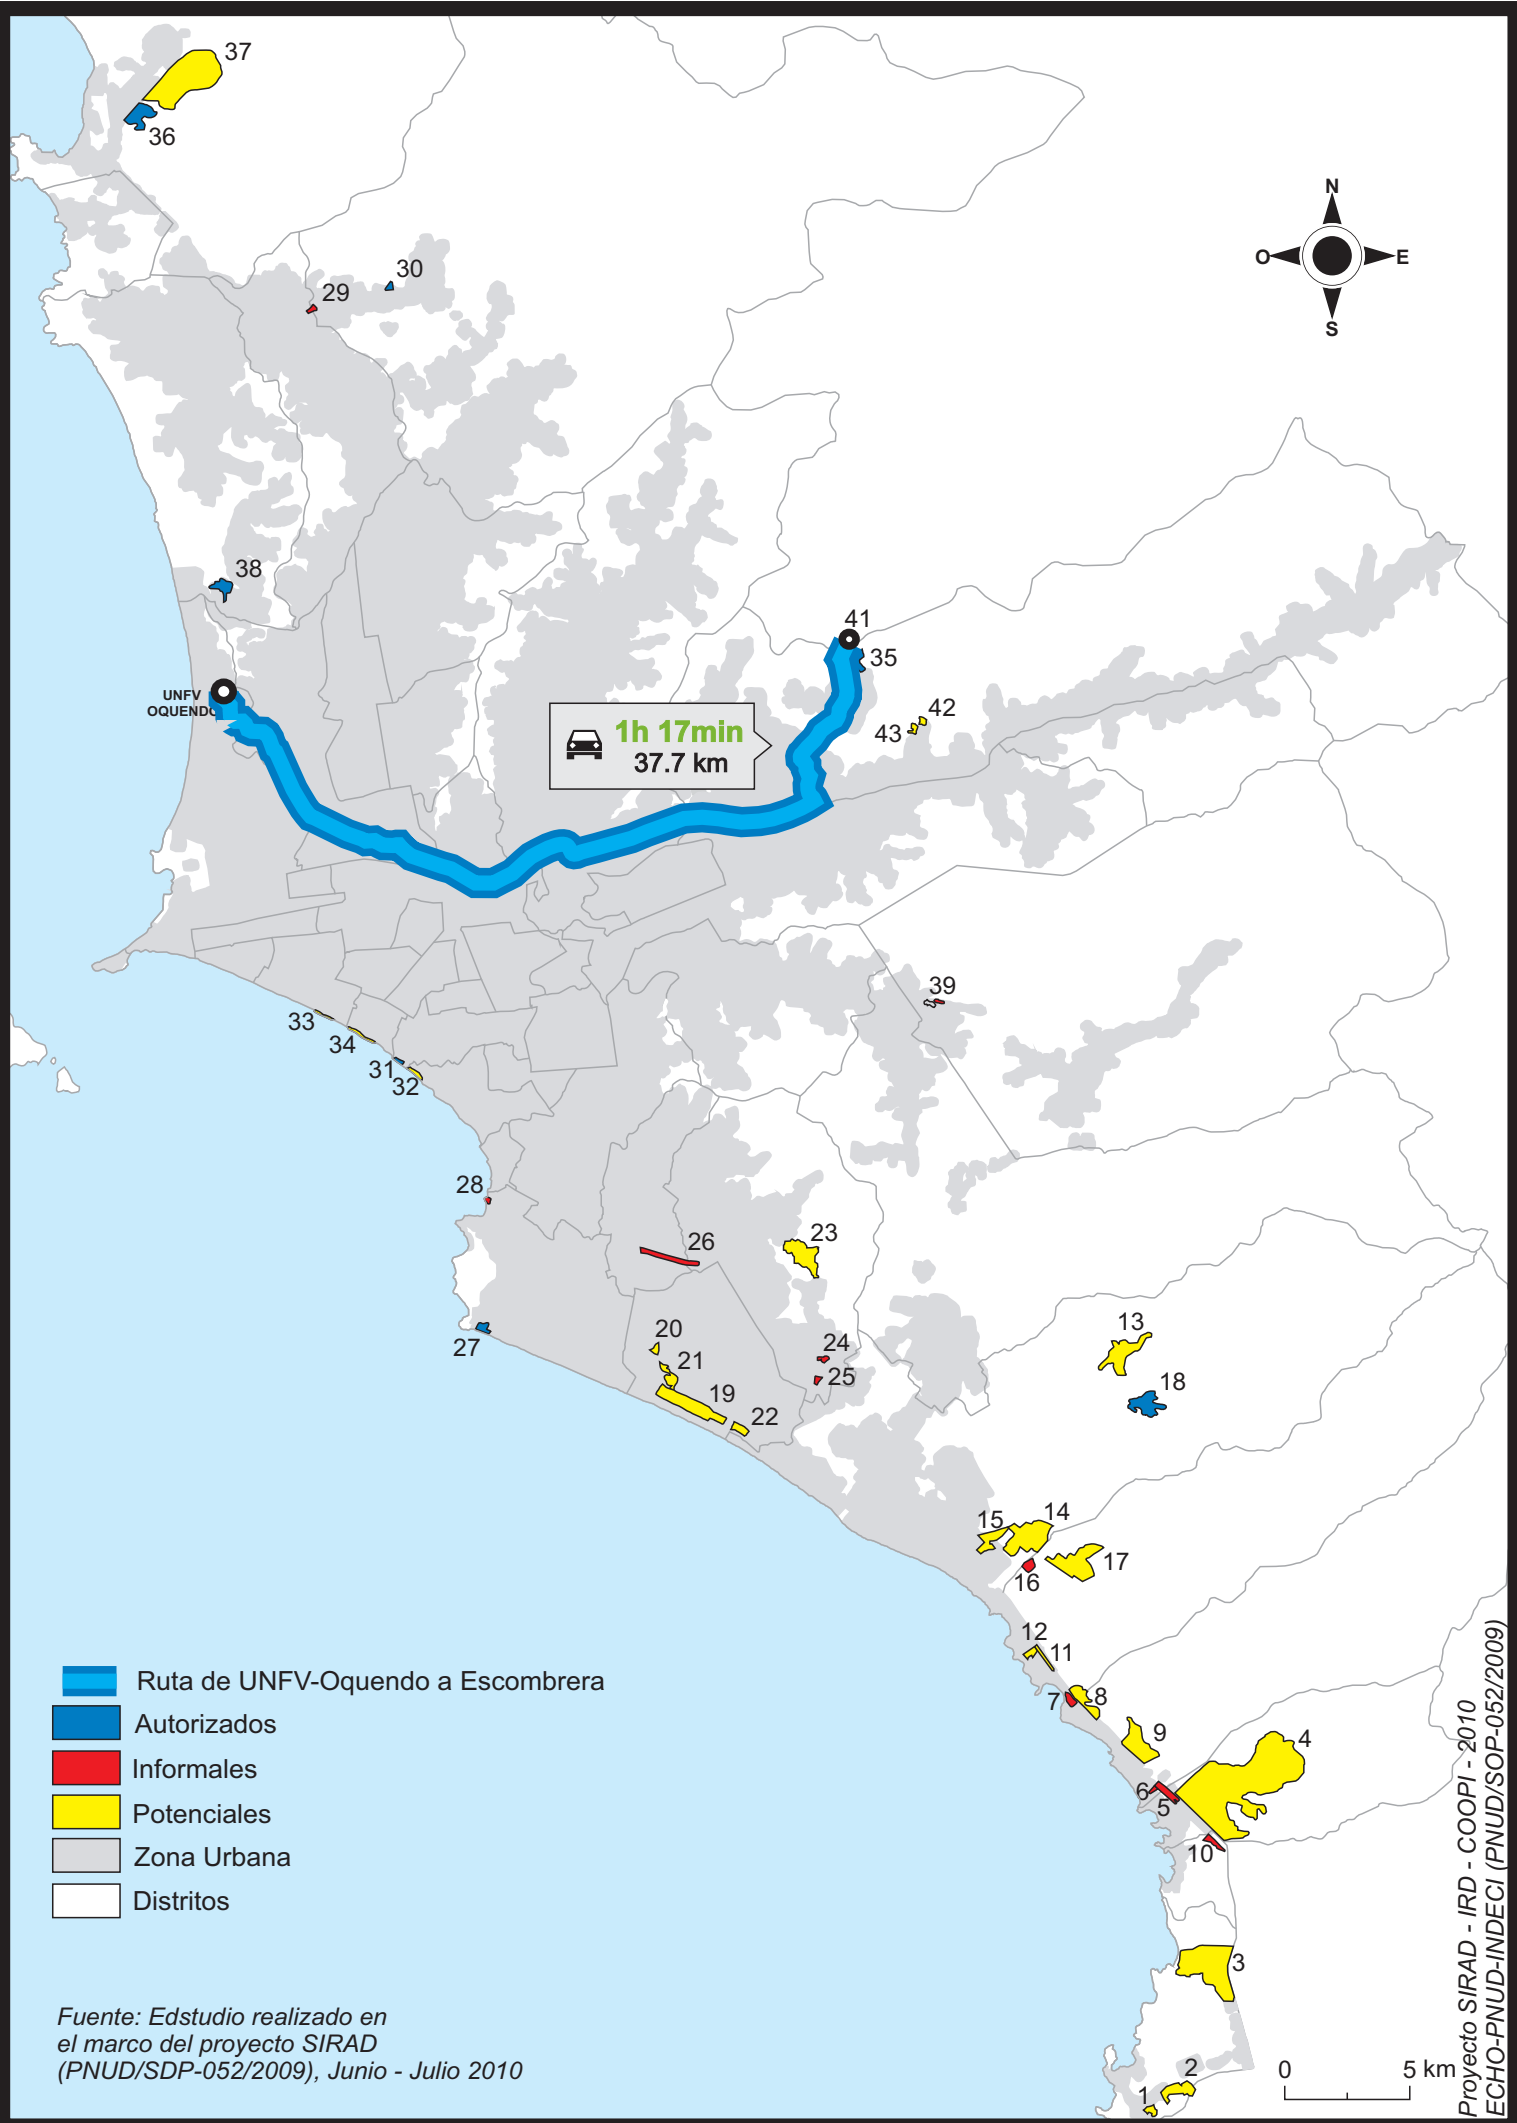 37
36
N
O
E
S
30
29
38
41
35
UNFV
OQUENDO
42
43
1h 17min
37.7 km
39
33
34
31
32
28
26
23
27
20
21
19
22
24
25
13
18
14
15
17
16
12
11
7
8
9
4
6
5
10
3
2
1
Ruta de UNFV-Oquendo a Escombrera
Autorizados
Informales
Potenciales
Zona Urbana
Distritos
Fuente: Edstudio realizado en
el marco del proyecto SIRAD
(PNUD/SDP-052/2009), Junio - Julio 2010
0
5 km
Proyecto SIRAD - IRD - COOPI - 2010
ECHO-PNUD-INDECI (PNUD/SOP-052/2009)